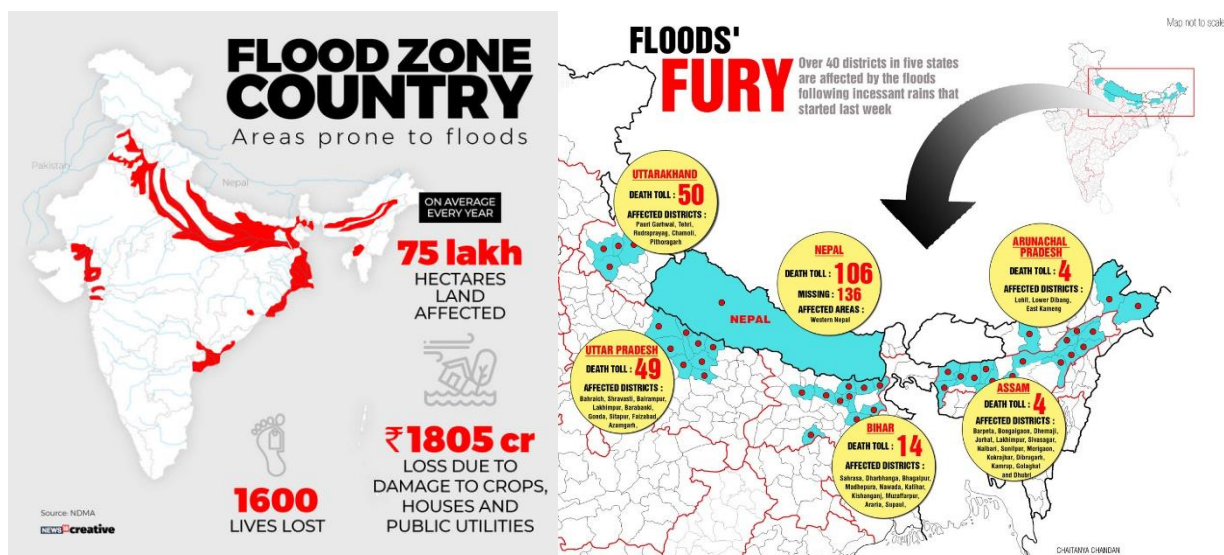 FLOOD ZONE
COUNTRY
Areas prone to floods
Pakistan
Nepal
ON AVERAGE
EVERY YEAR
75 lakh
HECTARES
LAND
AFFECTED
₹1805 cr
LOSS DUE TO
DAMAGE TO CROPS,
HOUSES AND
PUBLIC UTILITIES
1600
LIVES LOST
Source: NDMA
NEWS18 creative
Map not to scale
FLOODS'
FURY
Over 40 districts in five states
are affected by the floods
following incessant rains that
started last week
UTTARAKHAND
DEATH TOLL : 50
AFFECTED DISTRICTS :
Pauri Garhwal, Tehri,
Rudraprayag, Chamoli,
Pithoragarh
NEPAL
DEATH TOLL : 106
MISSING : 136
AFFECTED AREAS :
Western Nepal
NEPAL
ARUNACHAL
PRADESH
DEATH TOLL : 4
AFFECTED DISTRICTS :
Lohit, Lower Dibang,
East Kameng
UTTAR PRADESH
DEATH TOLL : 49
AFFECTED DISTRICTS :
Bahraich, Shravasti, Balrampur,
Lakhimpur, Barabanki,
Gonda, Sitapur, Faizabad,
Azamgarh,
BIHAR
DEATH TOLL : 14
AFFECTED DISTRICTS :
Sahrasa, Dharbhanga, Bhagalpur,
Madhepura, Nawada, Katihar,
Kishanganj, Muzaffarpur,
Araria, Supaul,
ASSAM
DEATH TOLL : 4
AFFECTED DISTRICTS :
Barpeta, Bongaigaon, Dhemaji,
Jorhat, Lakhimpur, Sivasagar,
Nalbari, Sonitpur, Morigaon,
Kokrajhar, Dibrugarh,
Kamrup, Golaghat
and Dhubri
CHAITANYA CHANDAN